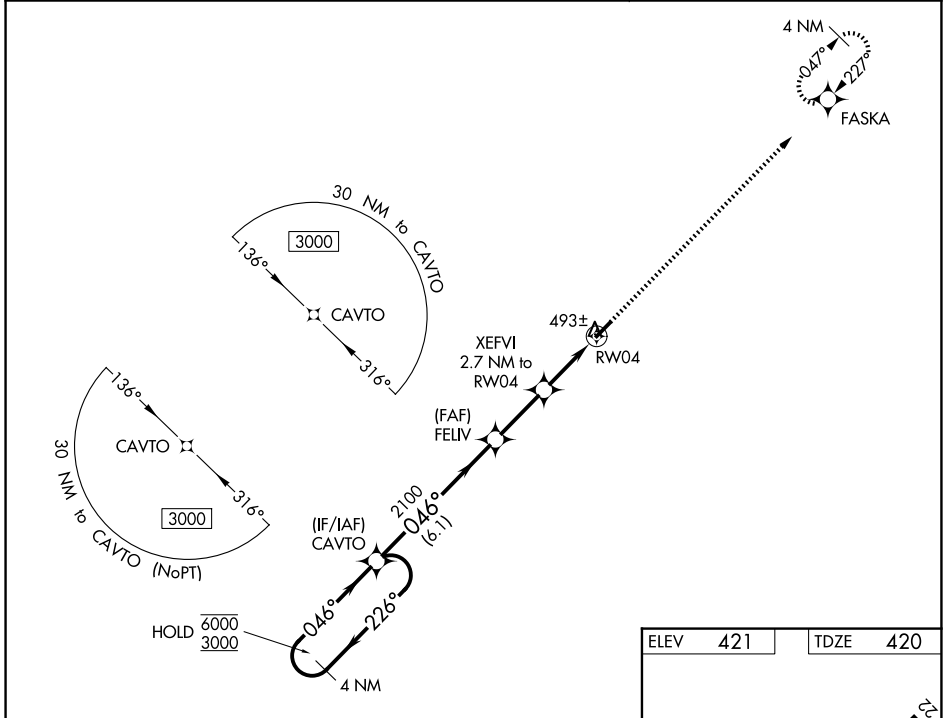 4 NM
047°
227°
FASKA
30 NM to CAVTO
3000
136°
CAVTO
316°
493±
RW04
XEFVI
2.7 NM to
RW04
(FAF)
FELIV
136°
CAVTO
316°
30 NM to CAVTO (NoPT)
3000
2100
046°
(6.1)
(IF/IAF)
CAVTO
046°
226°
HOLD 6000
3000
4 NM
ELEV 421
TDZE 420
22